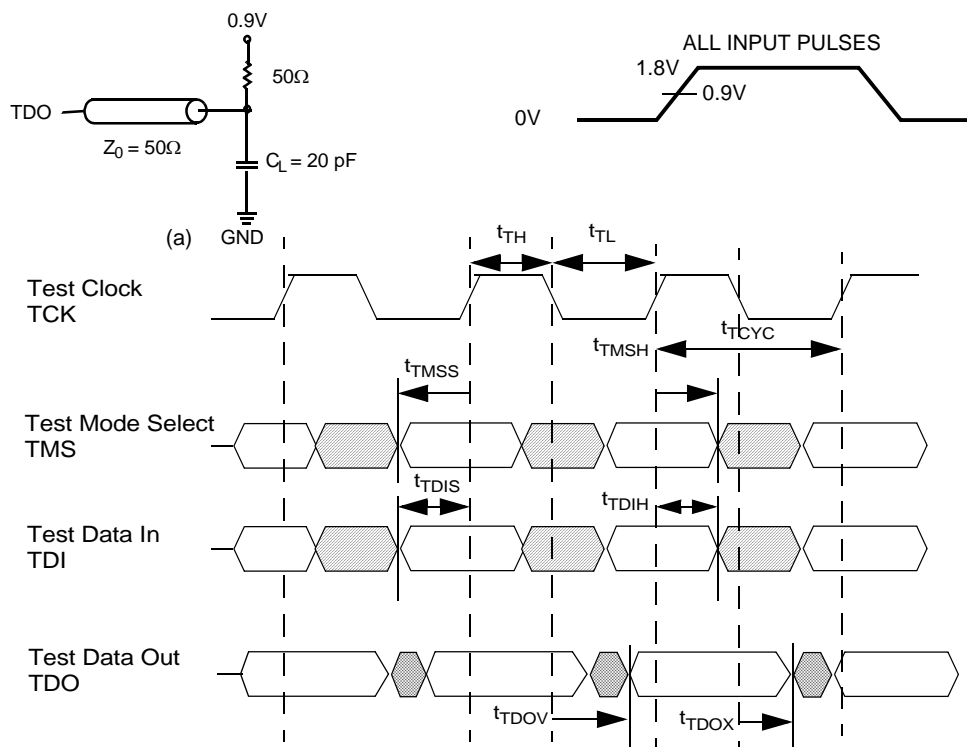 0.9V
ALL INPUT PULSES
50Ω
1.8V
0.9V
TDO
0V
Z0 = 50Ω
CL = 20 pF
(a)
GND
tTH
tTL
Test Clock
TCK
tTCYC
tTMSH
tTMSS
Test Mode Select
TMS
tTDIS
tTDIH
Test Data In
TDI
Test Data Out
TDO
tTDOV
tTDOX